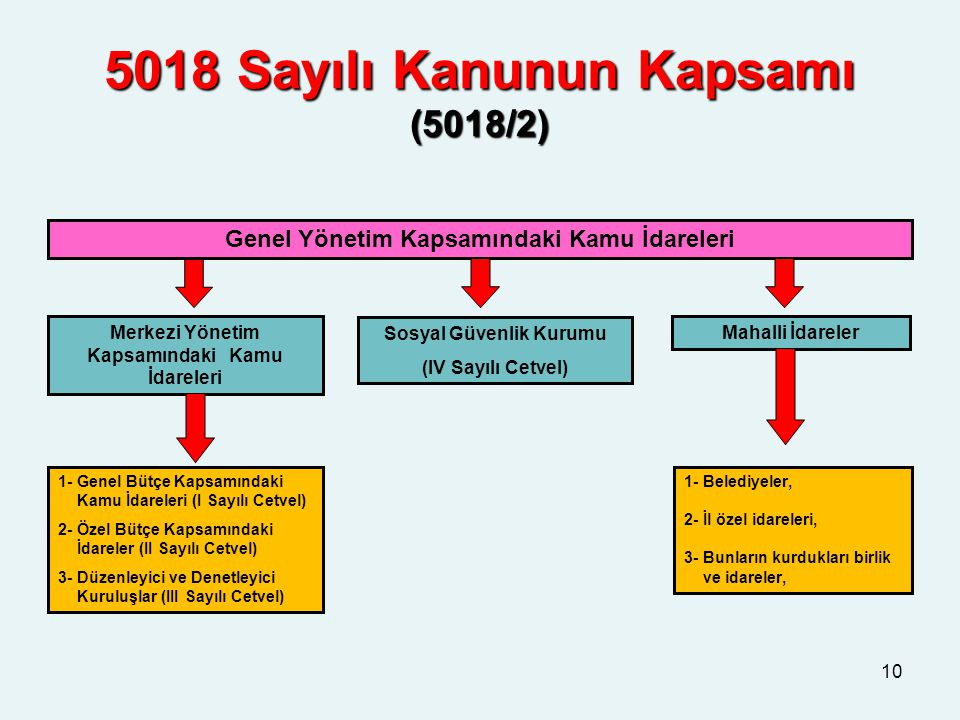 5018 Sayılı Kanunun Kapsamı
(5018/2)
Genel Yönetim Kapsamındaki Kamu İdareleri
Merkezi Yönetim
Kapsamındaki Kamu
İdareleri
Sosyal Güvenlik Kurumu
(IV Sayılı Cetvel)
Mahalli İdareler
1- Genel Bütçe Kapsamındaki
Kamu İdareleri (I Sayılı Cetvel)
2- Özel Bütçe Kapsamındaki
İdareler (II Sayılı Cetvel)
3- Düzenleyici ve Denetleyici
Kuruluşlar (III Sayılı Cetvel)
1- Belediyeler,
2- İl özel idareleri,
3- Bunların kurdukları birlik
ve idareler,
10